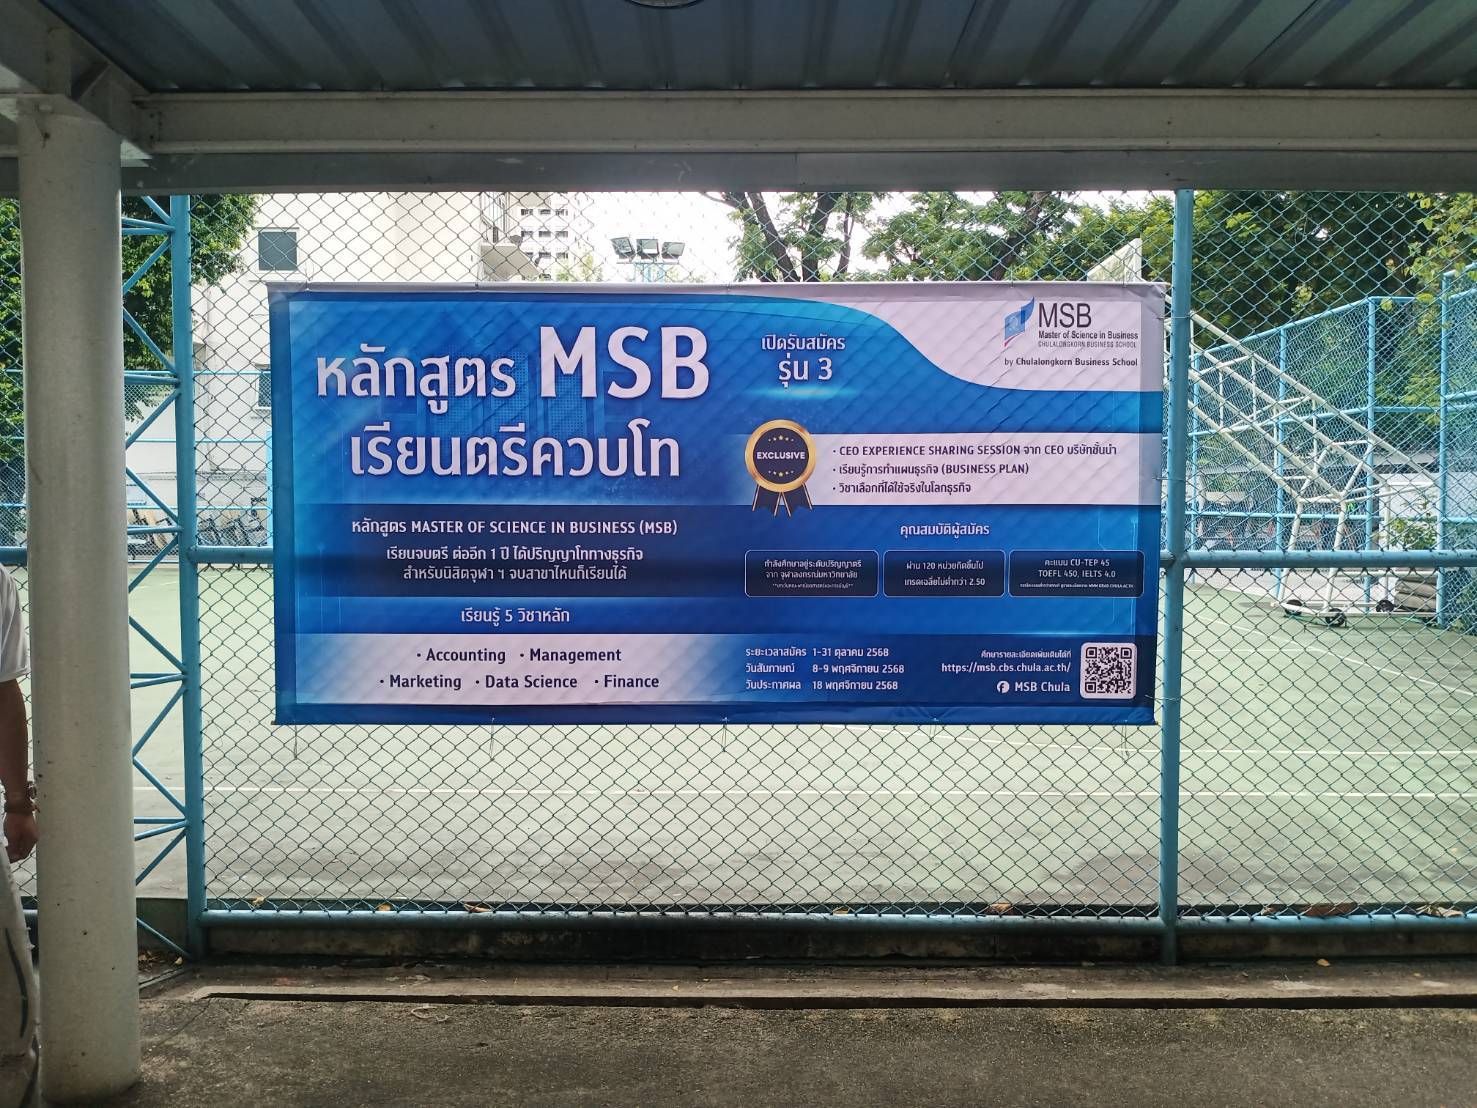 หลักสูตร MSB
เรียนตรีควบโท
เปิดรับสมัคร
รุ่น 3
MSB
Master of Science in Business
CHULALONGKORN BUSINESS SCHOOL
by Chulalongkorn Business School
EXCLUSIVE
• CEO EXPERIENCE SHARING SESSION จาก CEO บริษัทชั้นนำ
• เรียนรู้การทำแผนธุรกิจ (BUSINESS PLAN)
• วิชาเลือกที่ใช้ได้จริงในโลกธุรกิจ
หลักสูตร MASTER OF SCIENCE IN BUSINESS (MSB)
เรียนจบตรี ต่ออีก 1 ปี ได้ปริญญาโททางธุรกิจ
สำหรับนิสิตจุฬา ฯ จบสาขาไหนก็เรียนได้
คุณสมบัติผู้สมัคร
กำลังศึกษาอยู่ระดับปริญญาตรี
จาก จุฬาลงกรณ์มหาวิทยาลัย
ผ่าน 120 หน่วยกิตขึ้นไป
เกรดเฉลี่ยไม่ต่ำกว่า 2.50
คะแนน CU-TEP 45
TOEFL 450, IELTS 4.0
เรียนรู้ 5 วิชาหลัก
• Accounting • Management
• Marketing • Data Science • Finance
ระยะเวลาสมัคร 1-31 ตุลาคม 2568
วันสัมภาษณ์ 8-9 พฤศจิกายน 2568
วันประกาศผล 18 พฤศจิกายน 2568
ศึกษารายละเอียดเพิ่มเติมได้ที่
https://msb.cbs.chula.ac.th/
MSB Chula